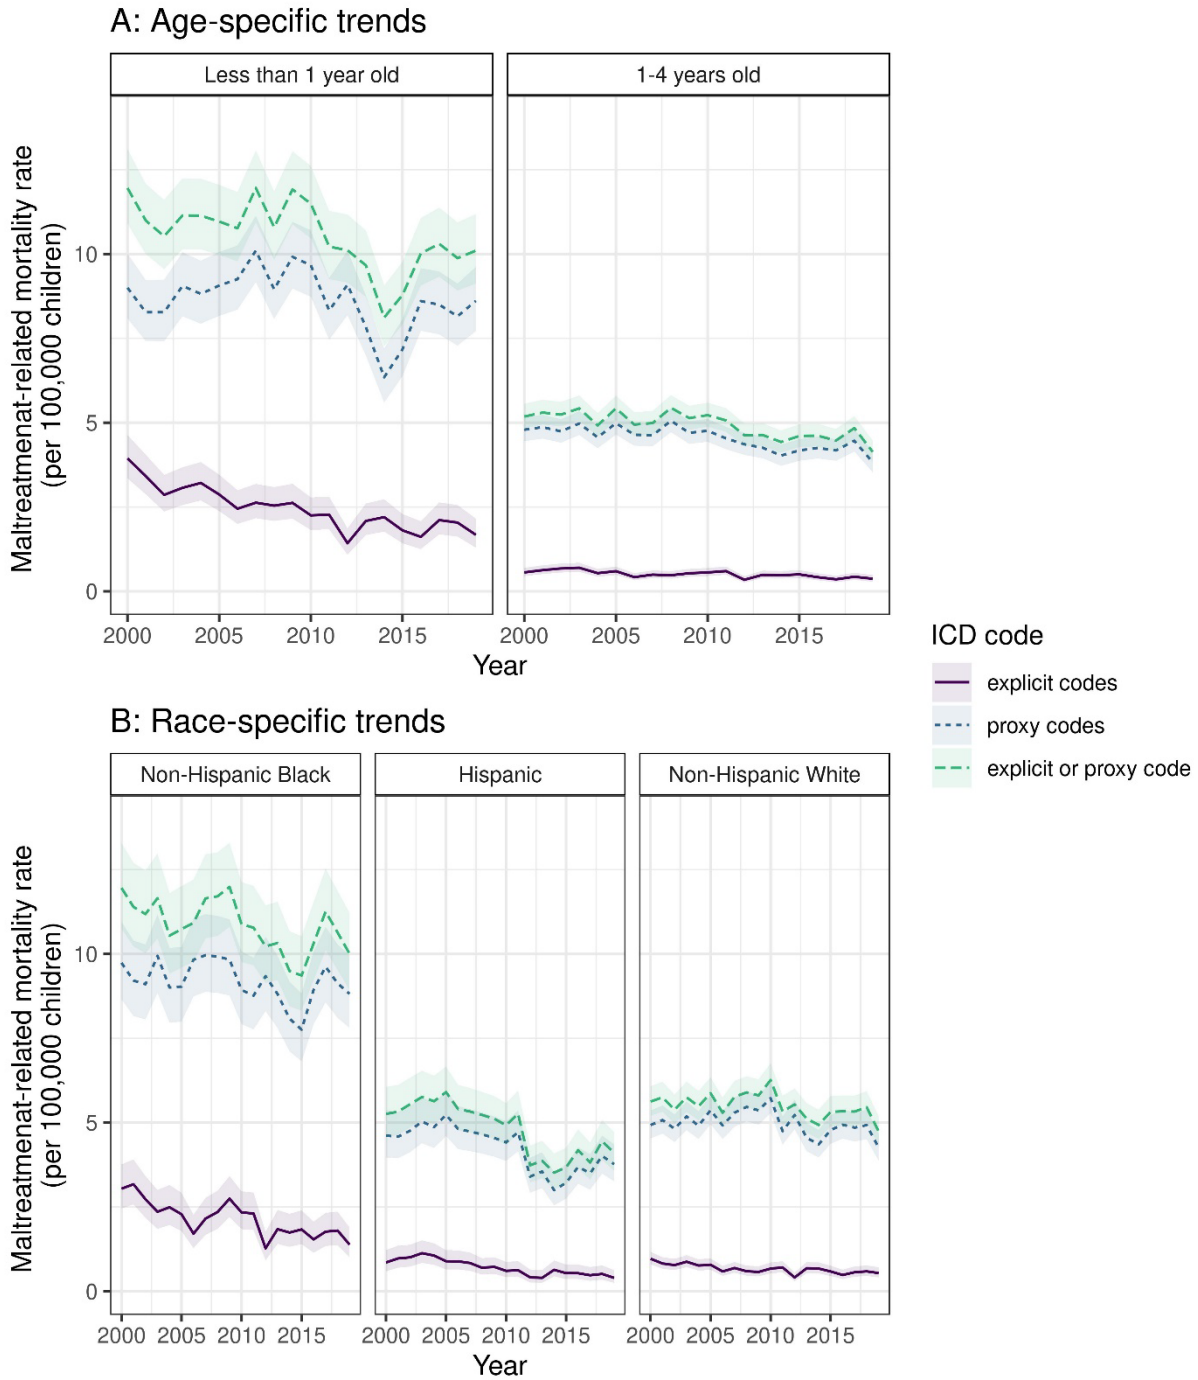 A: Age-specific trends
Less than 1 year old
1-4 years old
Maltreatmenat-related mortality rate
(per 100,000 children)
10
5
0
2000 2005 2010 2015
2000 2005 2010 2015
Year
ICD code
explicit codes
proxy codes
explicit or proxy code
B: Race-specific trends
Non-Hispanic Black
Hispanic
Non-Hispanic White
Maltreatmenat-related mortality rate
(per 100,000 children)
10
5
0
2000 2005 2010 2015
2000 2005 2010 2015
2000 2005 2010 2015
Year